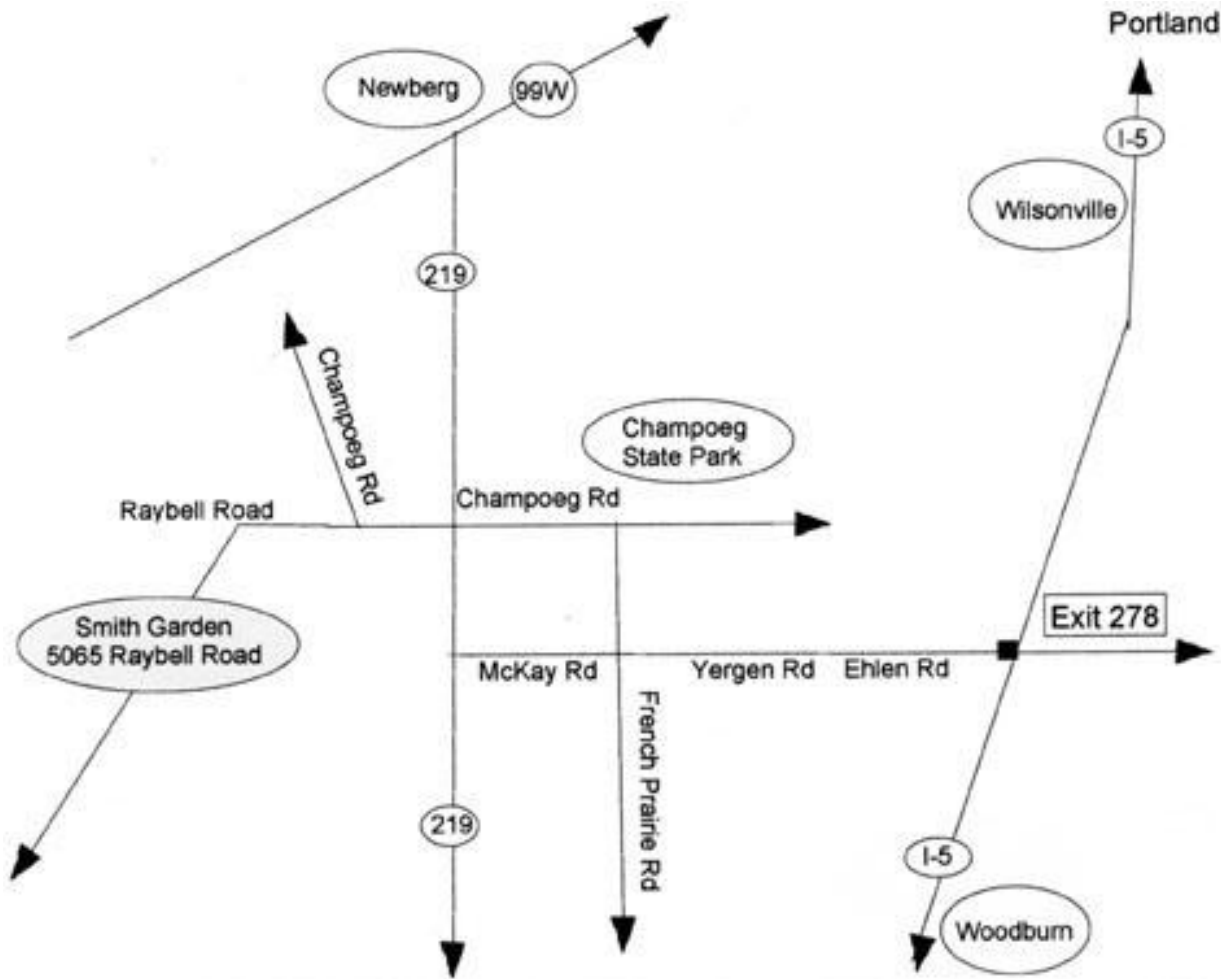 Portland
Newberg
99W
I-5
Wilsonville
219
Champoeg Rd
Champoeg
State Park
Champoeg Rd
Raybell Road
Smith Garden
5065 Raybell Road
Exit 278
McKay Rd
Yergen Rd
Ehlen Rd
French Prairie Rd
219
I-5
Woodburn